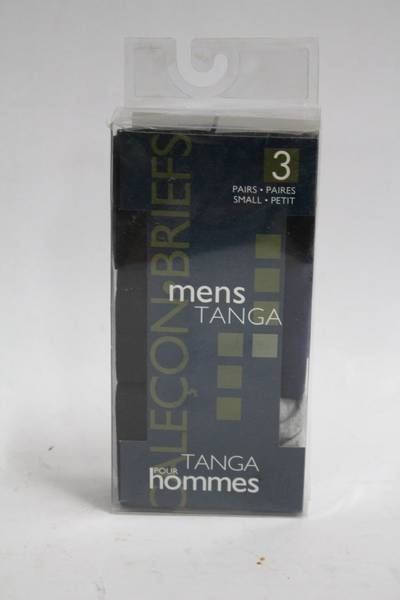 3
PAIRS • PAIRES
SMALL • PETIT
CALEÇON•BRIEFS
mens
TANGA
TANGA
POUR
hommes